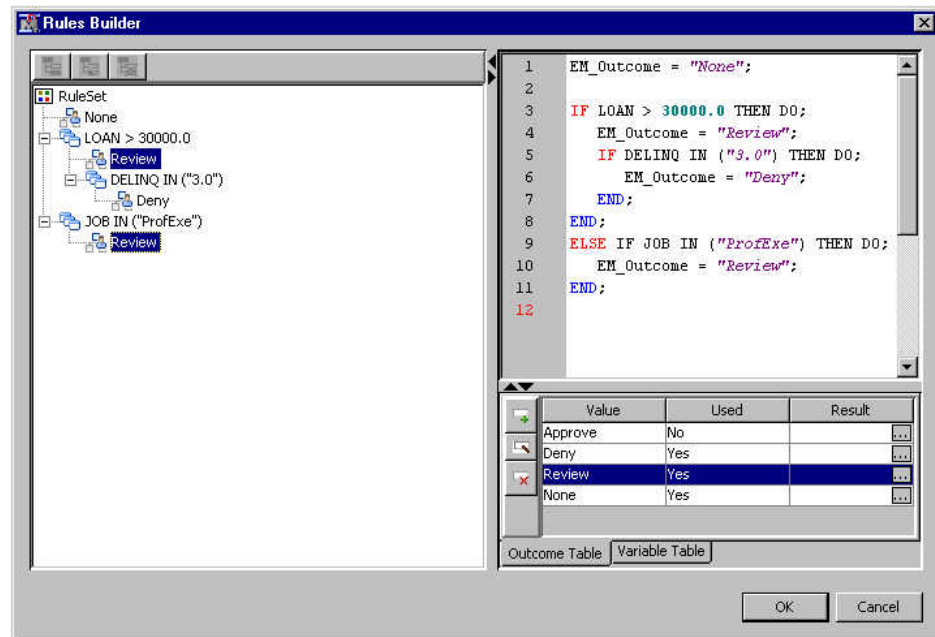 Rules Builder
RuleSet
None
LOAN > 30000.0
Review
DELINQ IN ("3.0")
Deny
JOB IN ("ProfExe")
Review
1 EM_Outcome = "None";
2
3 IF LOAN > 30000.0 THEN DO;
4 EM_Outcome = "Review";
5 IF DELINQ IN ("3.0") THEN DO;
6 EM_Outcome = "Deny";
7 END;
8 END;
9 ELSE IF JOB IN ("ProfExe") THEN DO;
10 EM_Outcome = "Review";
11 END;
12
Value Used Result
Approve No ...
Deny Yes ...
Review Yes ...
None Yes ...
Outcome Table Variable Table
OK Cancel